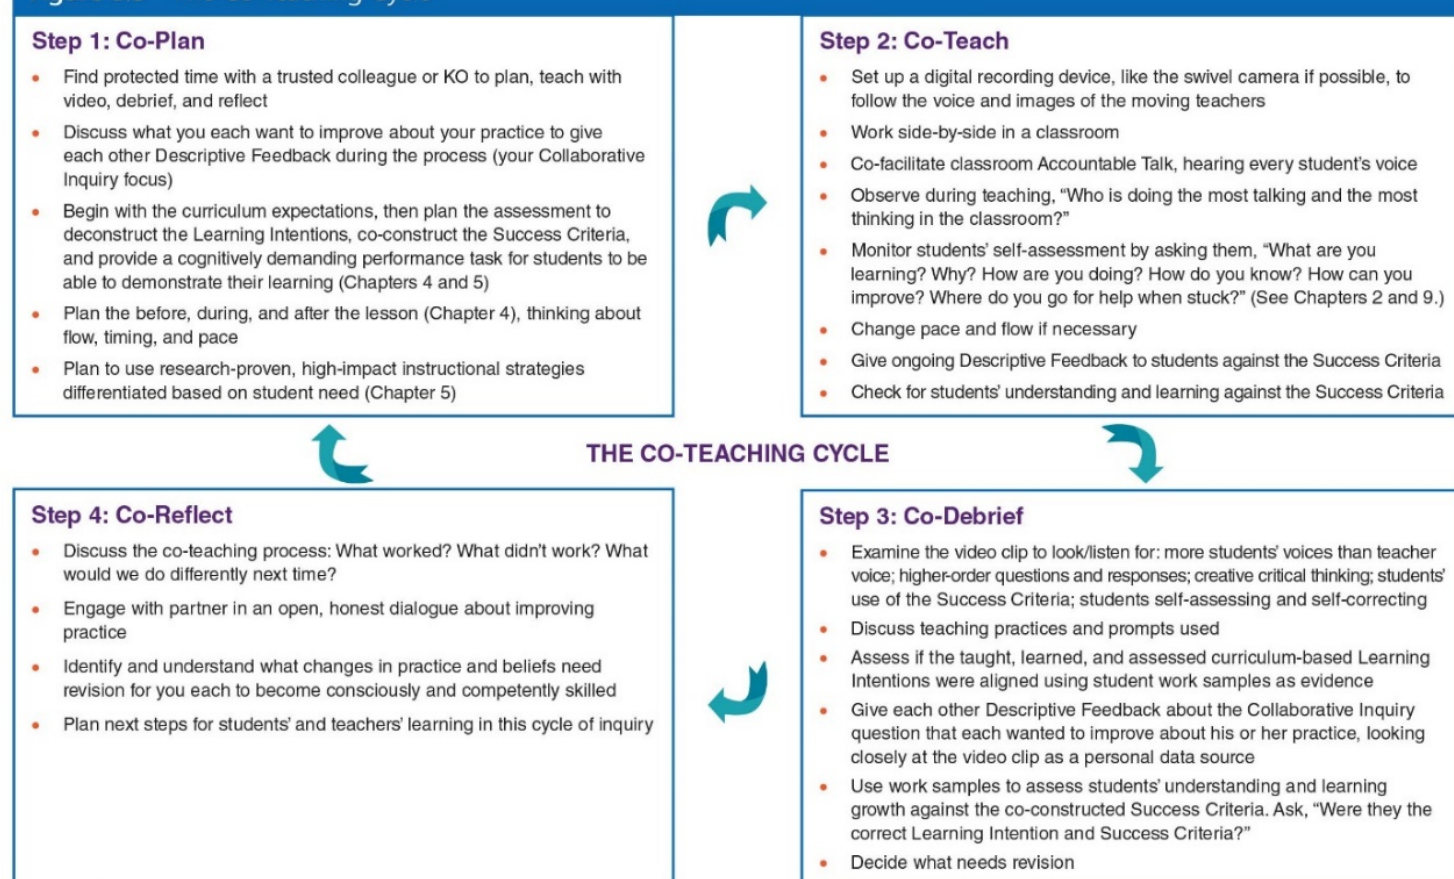 Step 1: Co-Plan
• Find protected time with a trusted colleague or KO to plan, teach with
video, debrief, and reflect
• Discuss what you each want to improve about your practice to give
each other Descriptive Feedback during the process (your Collaborative
Inquiry focus)
• Begin with the curriculum expectations, then plan the assessment to
deconstruct the Learning Intentions, co-construct the Success Criteria,
and provide a cognitively demanding performance task for students to be
able to demonstrate their learning (Chapters 4 and 5)
• Plan the before, during, and after the lesson (Chapter 4), thinking about
flow, timing, and pace
• Plan to use research-proven, high-impact instructional strategies
differentiated based on student need (Chapter 5)
Step 2: Co-Teach
• Set up a digital recording device, like the swivel camera if possible, to
follow the voice and images of the moving teachers
• Work side-by-side in a classroom
• Co-facilitate classroom Accountable Talk, hearing every student’s voice
• Observe during teaching, “Who is doing the most talking and the most
thinking in the classroom?”
• Monitor students’ self-assessment by asking them, “What are you
learning? Why? How are you doing? How do you know? How can you
improve? Where do you go for help when stuck?” (See Chapters 2 and 9.)
• Change pace and flow if necessary
• Give ongoing Descriptive Feedback to students against the Success Criteria
• Check for students’ understanding and learning against the Success Criteria
THE CO-TEACHING CYCLE
Step 4: Co-Reflect
• Discuss the co-teaching process: What worked? What didn’t work? What
would we do differently next time?
• Engage with partner in an open, honest dialogue about improving
practice
• Identify and understand what changes in practice and beliefs need
revision for you each to become consciously and competently skilled
• Plan next steps for students’ and teachers’ learning in this cycle of inquiry
Step 3: Co-Debrief
• Examine the video clip to look/listen for: more students’ voices than teacher
voice; higher-order questions and responses; creative critical thinking; students’
use of the Success Criteria; students self-assessing and self-correcting
• Discuss teaching practices and prompts used
• Assess if the taught, learned, and assessed curriculum-based Learning
Intentions were aligned using student work samples as evidence
• Give each other Descriptive Feedback about the Collaborative Inquiry
question that each wanted to improve about his or her practice, looking
closely at the video clip as a personal data source
• Use work samples to assess students’ understanding and learning
growth against the co-constructed Success Criteria. Ask, “Were they the
correct Learning Intention and Success Criteria?”
• Decide what needs revision